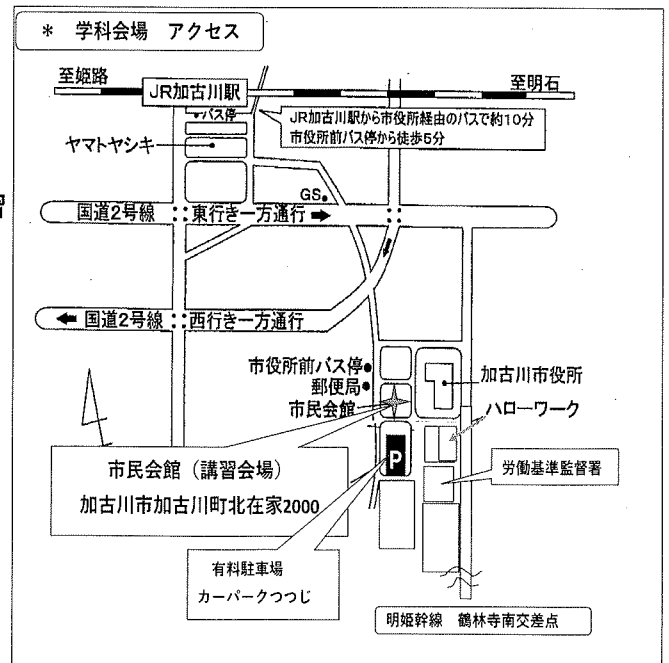 * 学科会場 アクセス
至姫路
JR加古川駅
至明石
バス停
JR加古川駅から市役所経由のバスで約10分
市役所前バス停から徒歩5分
ヤマトヤシキ
GS
国道2号線
東行き一方通行
国道2号線
西行き一方通行
市役所前バス停
郵便局
市民会館
加古川市役所
ハローワーク
P
労働基準監督署
市民会館（講習会場）
加古川市加古川町北在家2000
有料駐車場
カーパークつつじ
明姫幹線 鶴林寺南交差点